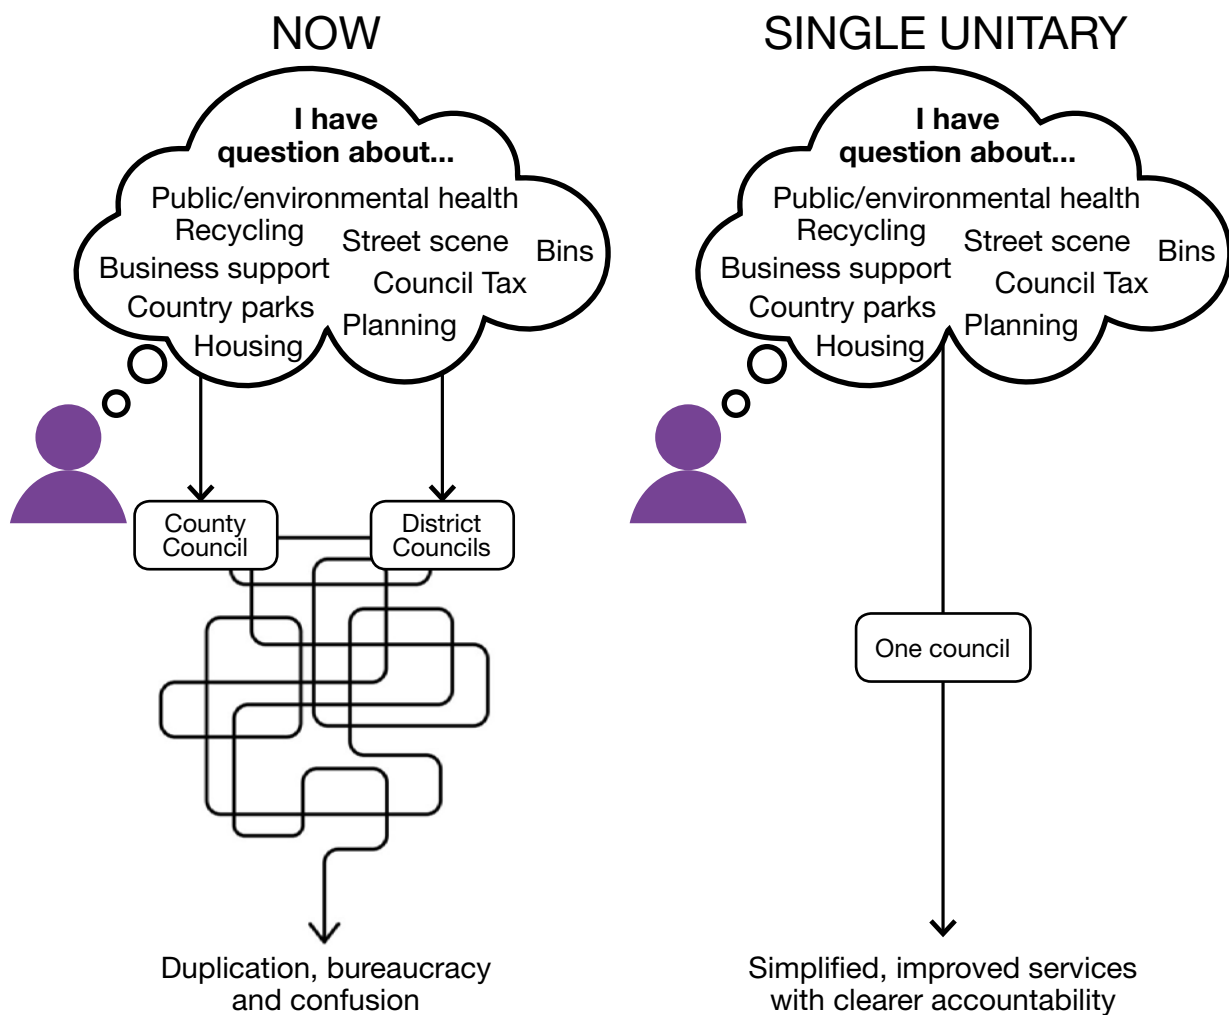 NOW
I have
question about...
Public/environmental health
Recycling
Street scene
Bins
Business support
Council Tax
Country parks
Planning
Housing
County
Council
District
Councils
Duplication, bureaucracy
and confusion
SINGLE UNITARY
I have
question about...
Public/environmental health
Recycling
Street scene
Bins
Business support
Council Tax
Country parks
Planning
Housing
One council
Simplified, improved services
with clearer accountability